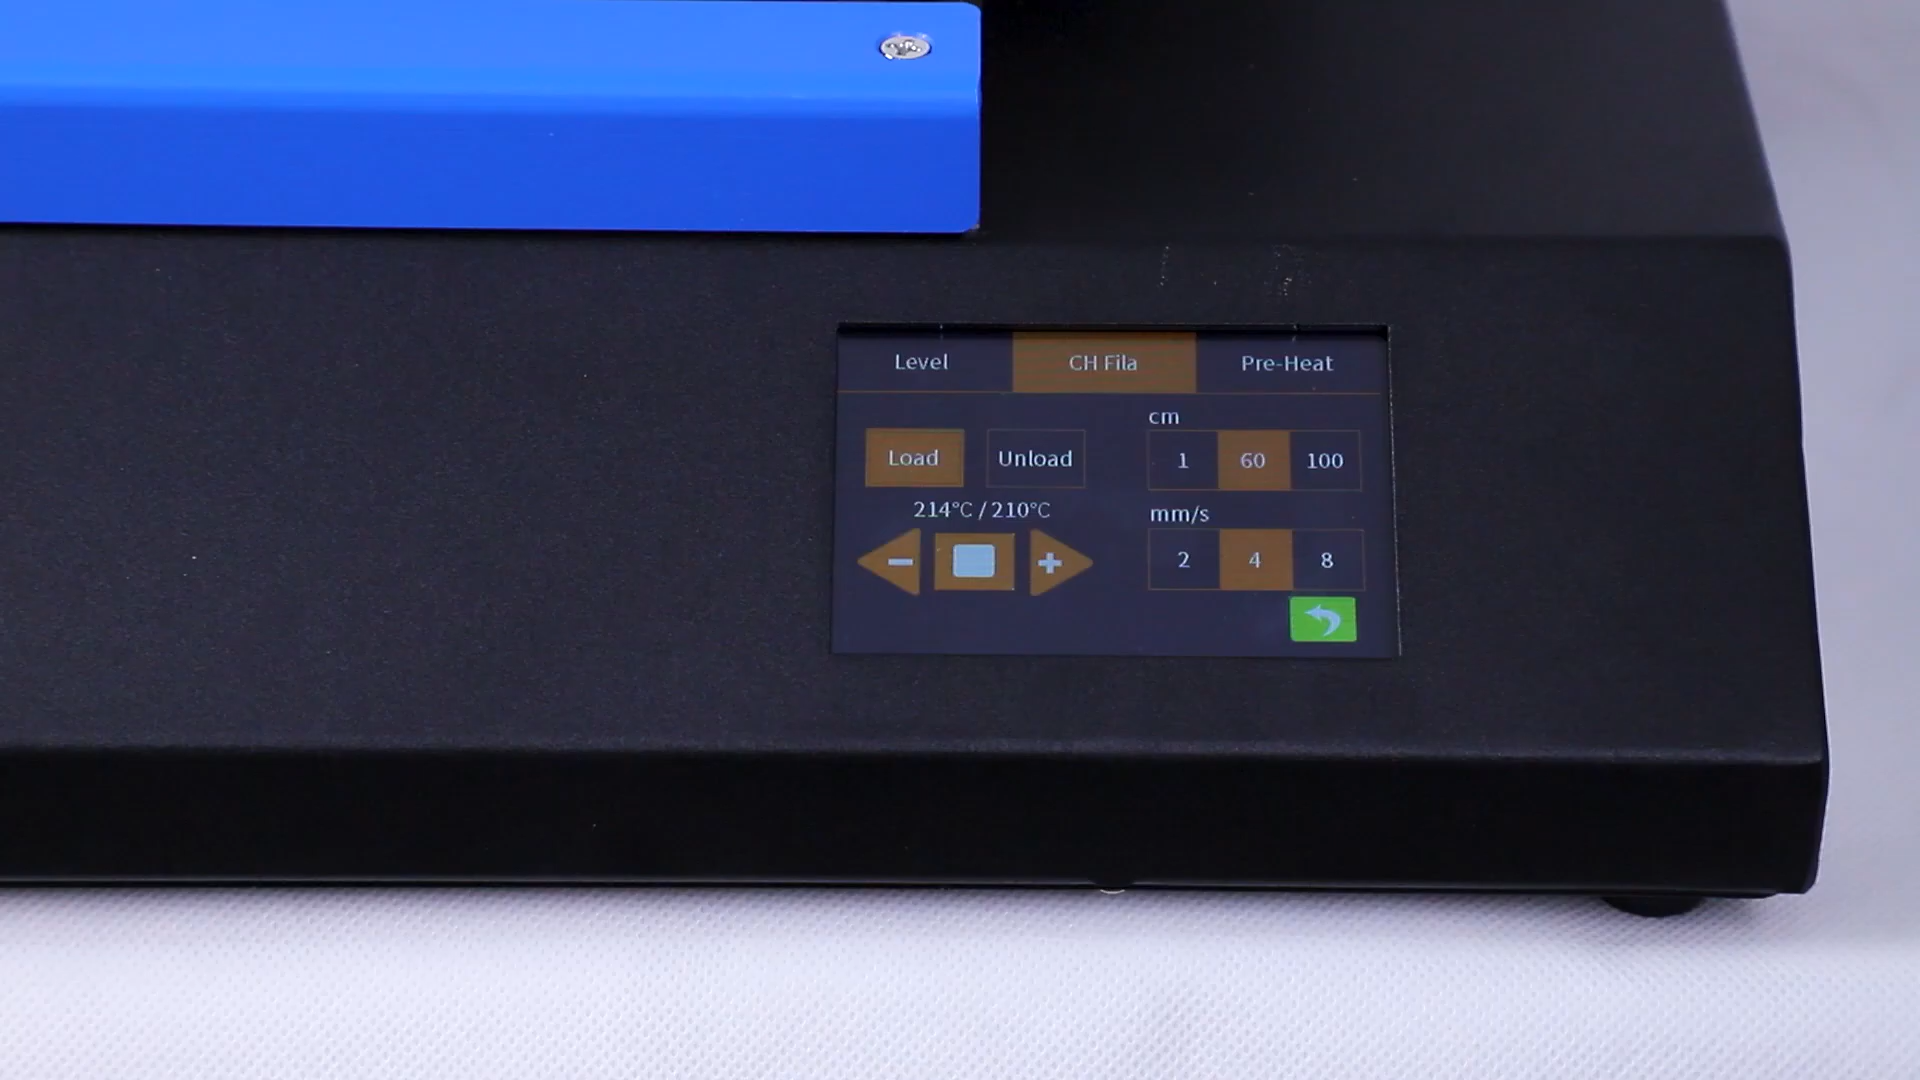 Level CH Fila Pre-Heat
cm
Load Unload 1 60 100
214°C / 210°C
mm/s
− + 2 4 8